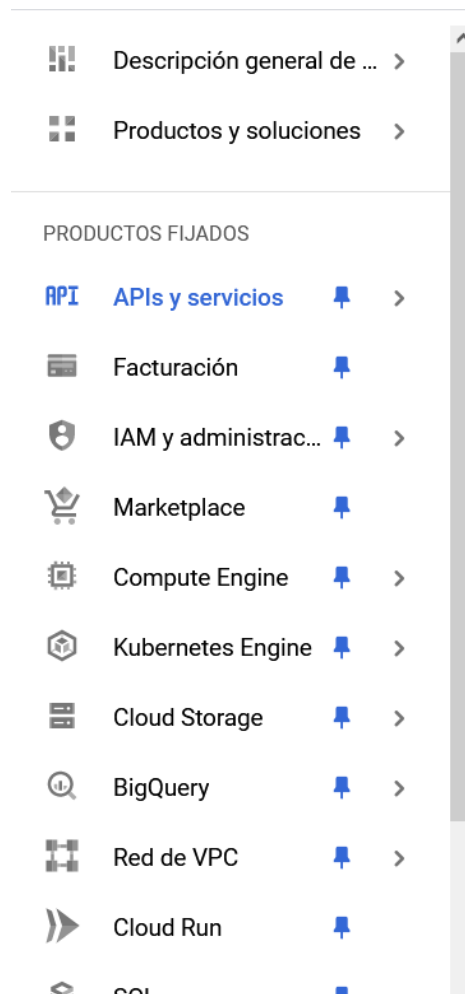 Descripción general de ...
Productos y soluciones
PRODUCTOS FIJADOS
API APIs y servicios
Facturación
IAM y administrac...
Marketplace
Compute Engine
Kubernetes Engine
Cloud Storage
BigQuery
Red de VPC
Cloud Run